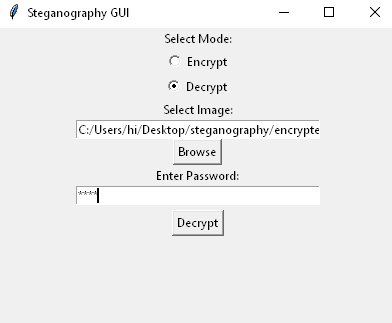 Steganography GUI
Select Mode:
Encrypt
Decrypt
Select Image:
C:/Users/hi/Desktop/steganography/encrypte
Browse
Enter Password:
****
Decrypt